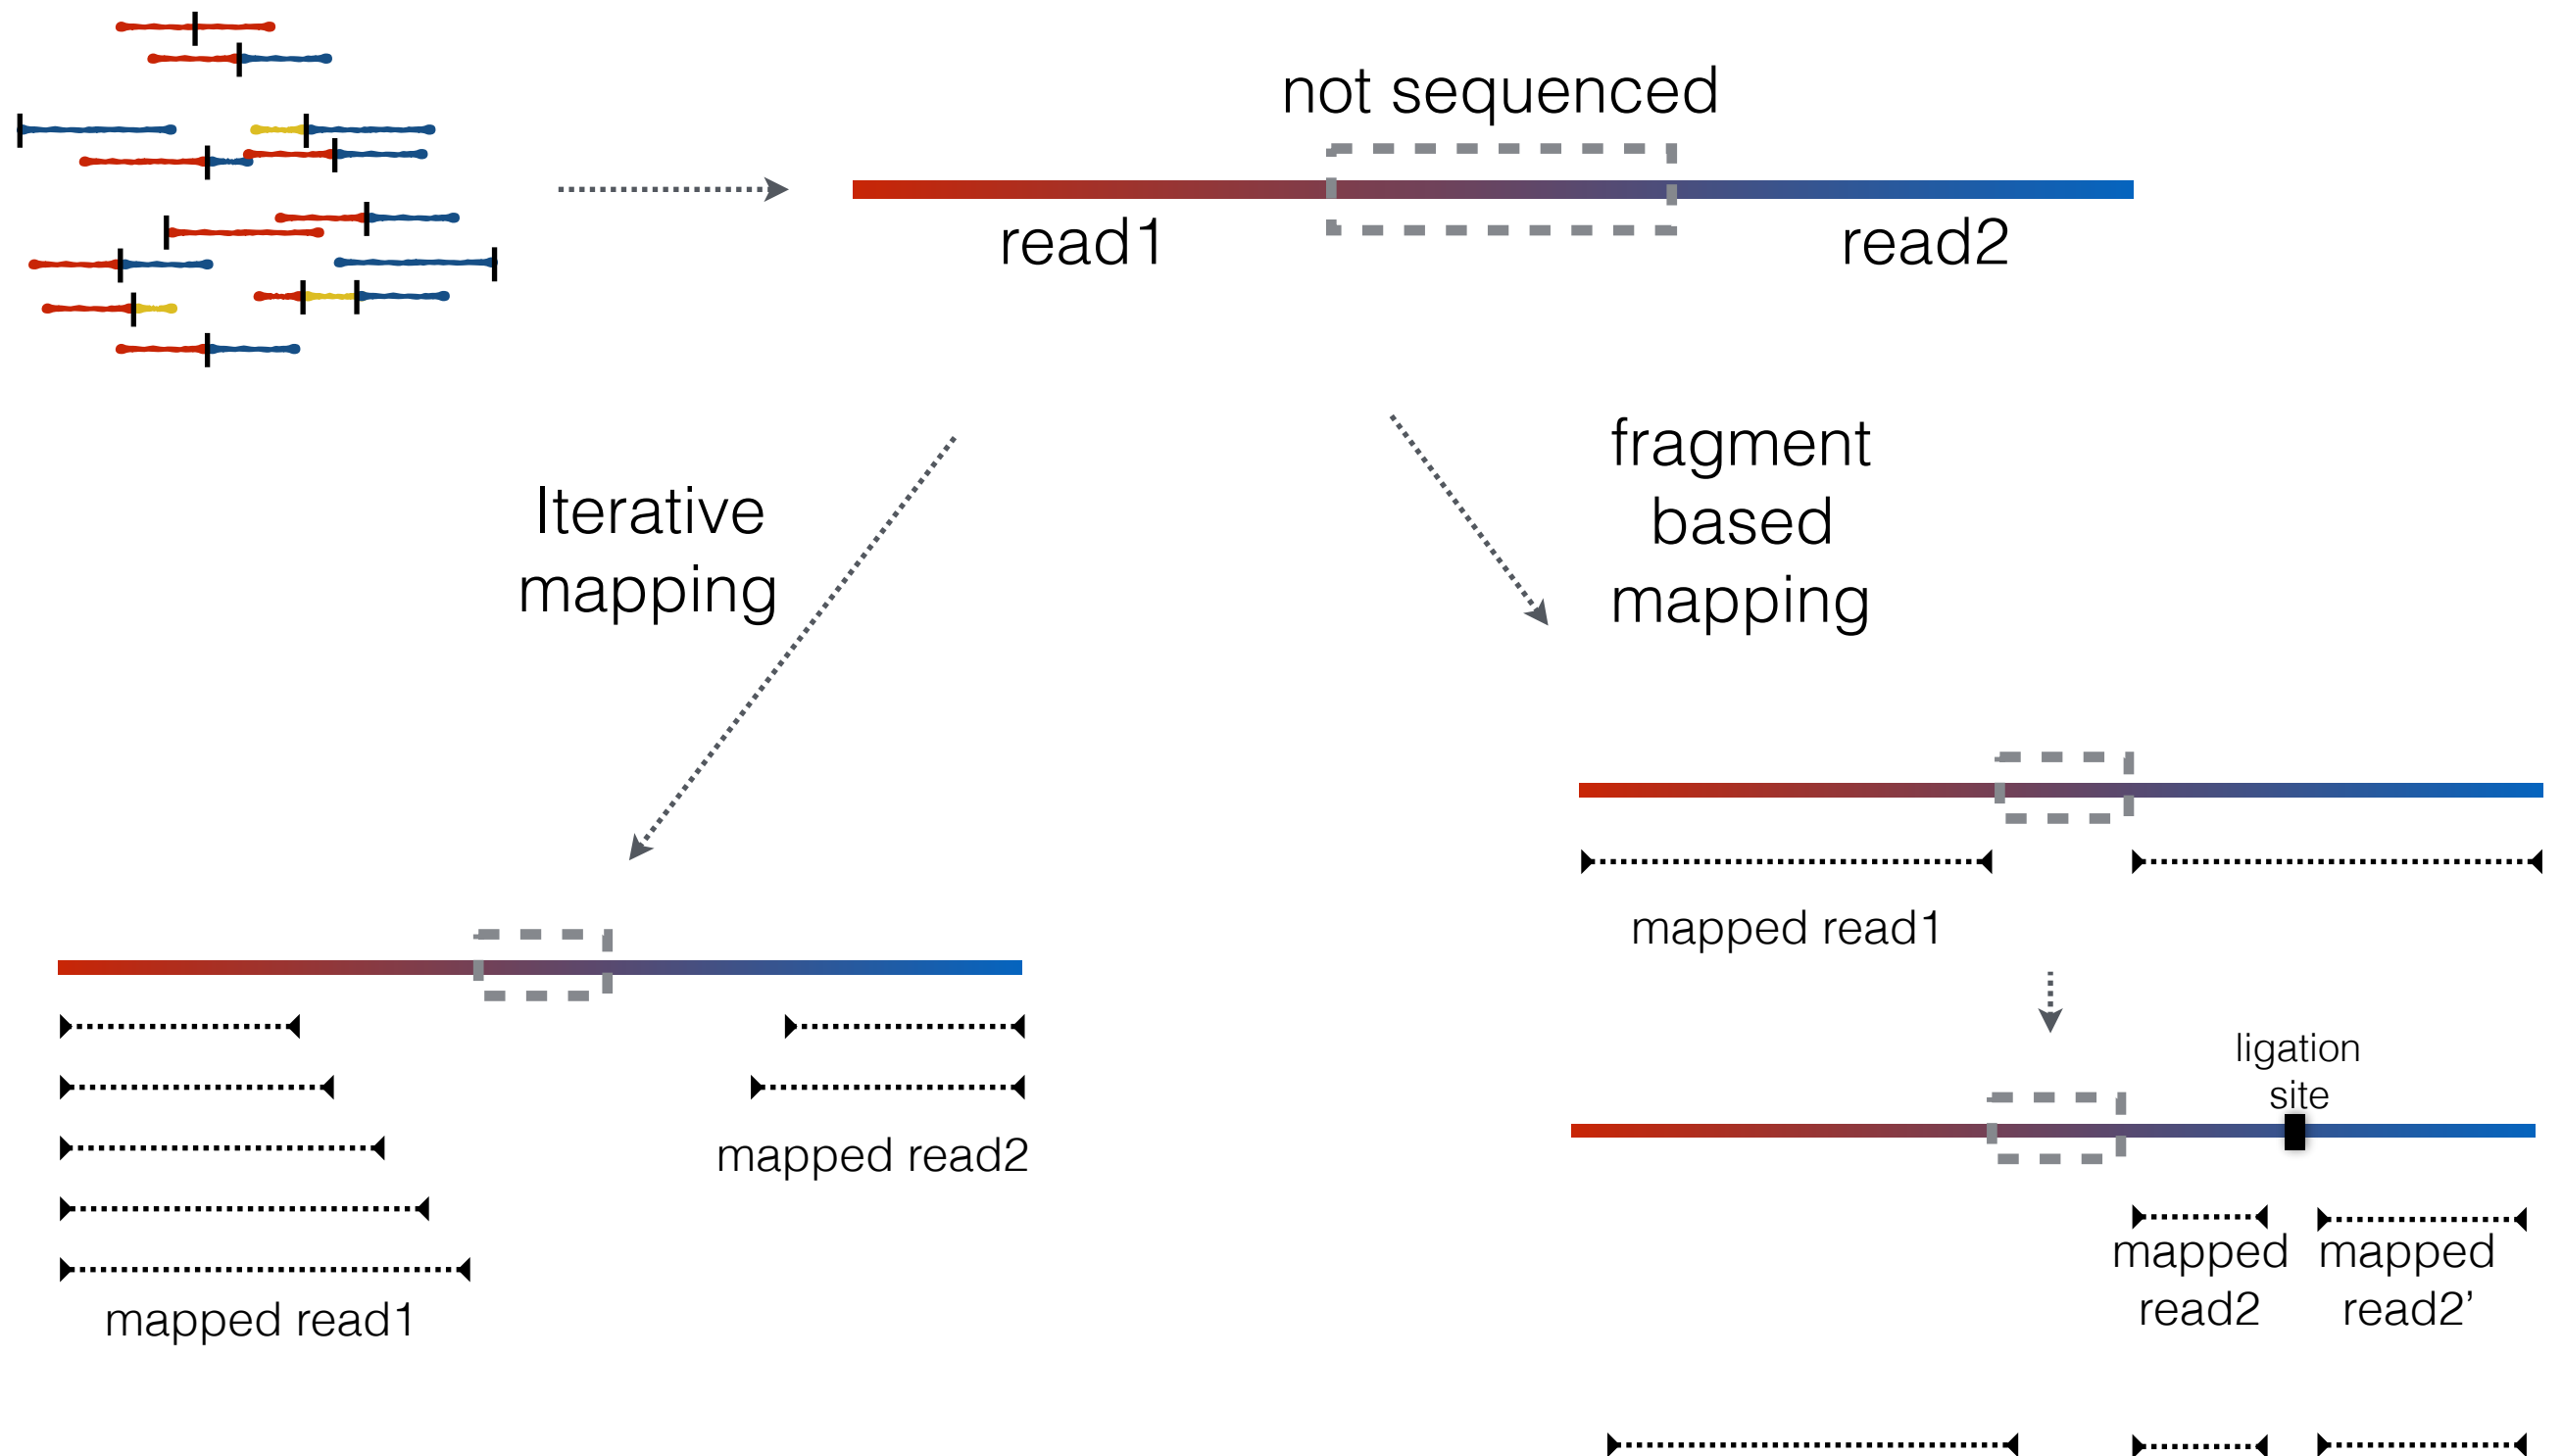 not sequenced
read1
read2
Iterative
mapping
fragment
based
mapping
mapped read1
ligation
site
mapped read2
mapped
read2
mapped
read2’
mapped read1